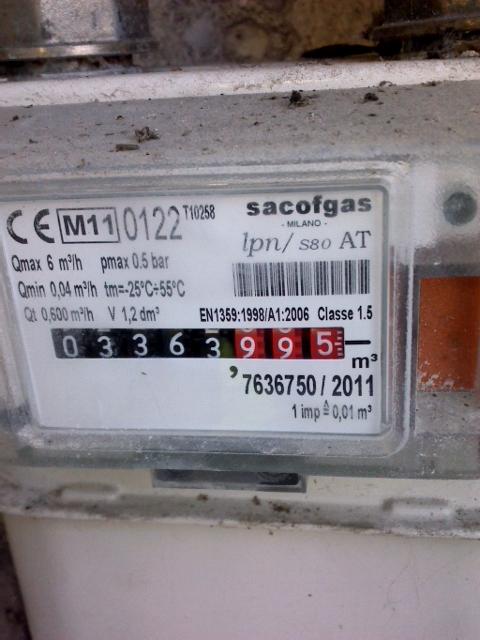 CE M11 0122 T10258
sacofgas
- MILANO -
lpn/ S80 AT
Qmax 6 m³/h pmax 0.5 bar
Qmin 0,04 m³/h tm=-25°C÷55°C
Qt 0,600 m³/h V 1,2 dm³
EN1359:1998/A1:2006 Classe 1.5
0 3 3 6 3 9 9 5
m³
, 7636750 / 2011
1 imp ≙ 0,01 m³